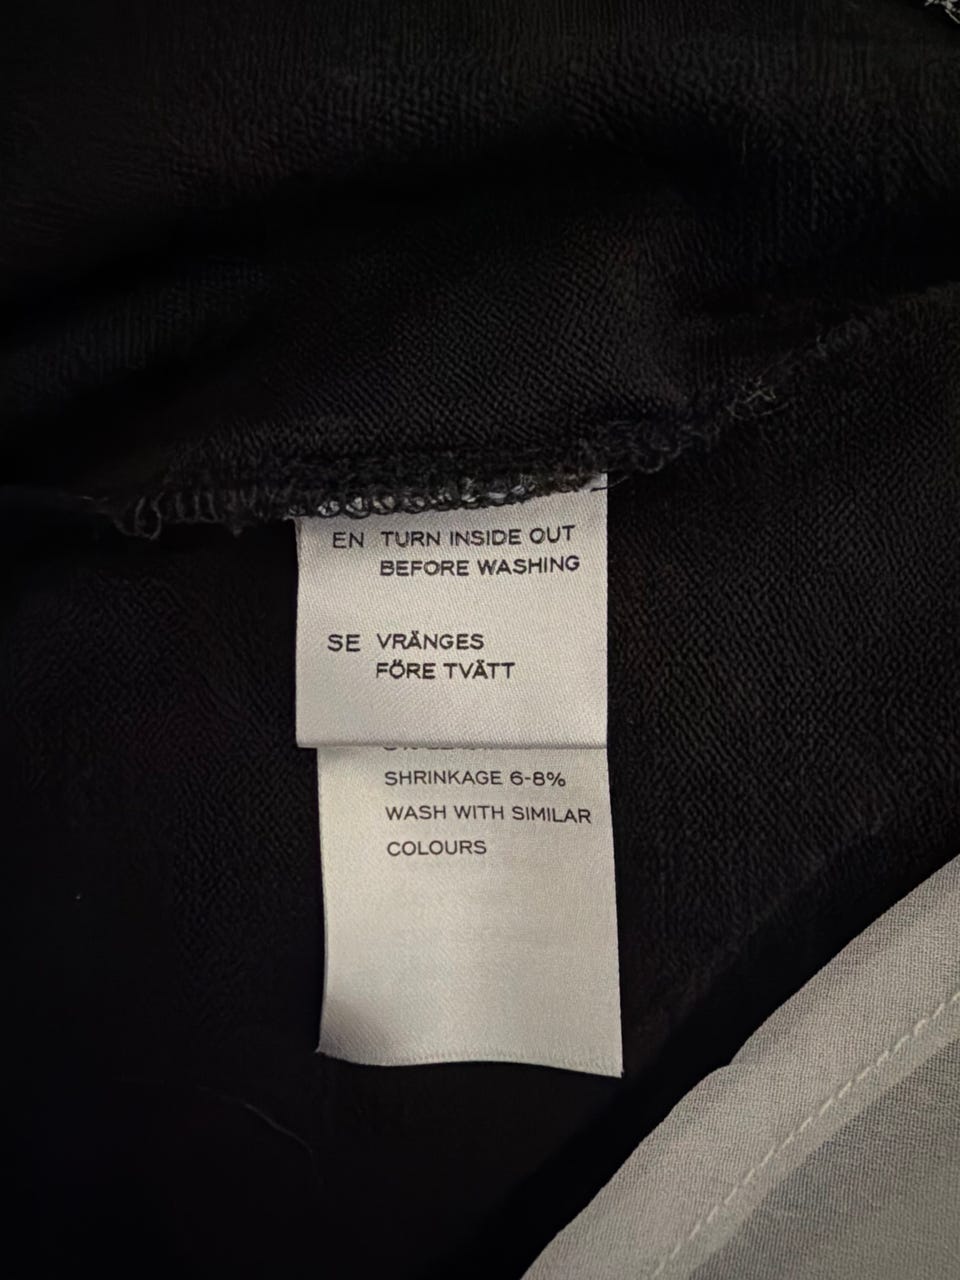 EN TURN INSIDE OUT
BEFORE WASHING
SE VRÄNGES
FÖRE TVÄTT
SHRINKAGE 6-8%
WASH WITH SIMILAR
COLOURS